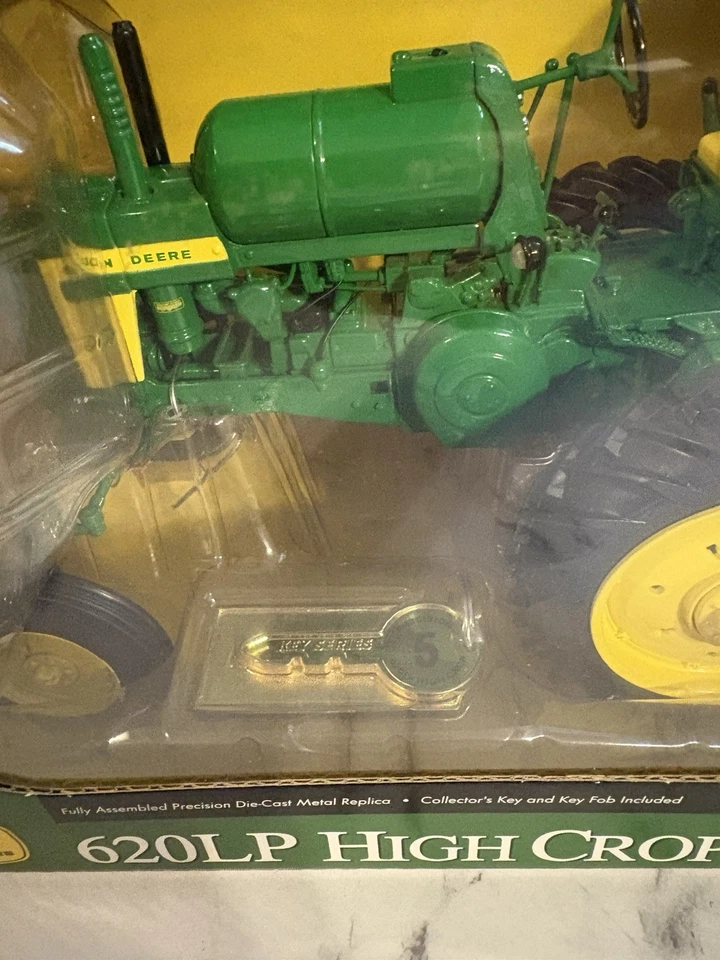 DEERE
KEY SERIES
5
Fully Assembled Precision Die-Cast Metal Replica • Collector's Key and Key Fob Included
620LP HIGH CROP